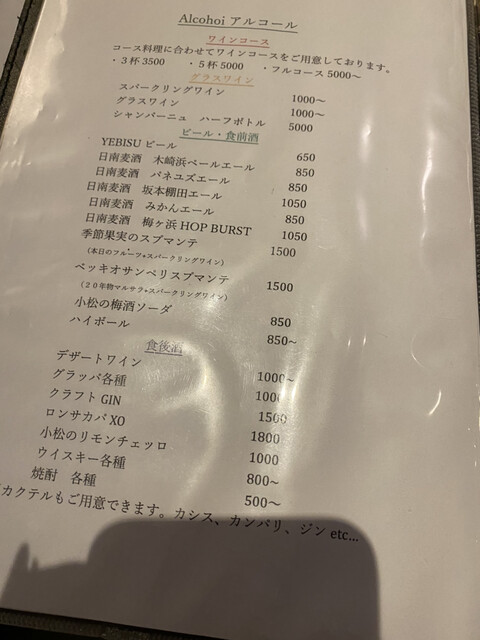 Alcohoi アルコール
ワインコース
コース料理に合わせてワインコースをご用意しております。
・３杯 3500 ・５杯 5000 ・フルコース 5000～
グラスワイン
スパークリングワイン 1000～
グラスワイン 1000～
シャンパーニュ ハーフボトル 5000
ビール・食前酒
YEBISU ビール 650
日南麦酒 木崎浜ペールエール 850
日南麦酒 バネユズエール 850
日南麦酒 坂本棚田エール 1050
日南麦酒 みかんエール 850
日南麦酒 梅ヶ浜 HOP BURST 1050
季節果実のスプマンテ 1500
（本日のフルーツ+スパークリングワイン）
ベッキオサンペリスプマンテ 1500
（２０年物マルサラ+スパークリングワイン）
小松の梅酒ソーダ 850
ハイボール 850～
食後酒
デザートワイン 1000～
グラッパ各種 1000
クラフト GIN 1500
ロンサカパ XO 1800
小松のリモンチェッロ 1000
ウイスキー各種 800～
焼酎 各種 500～
カクテルもご用意できます。カシス、カンパリ、ジン etc...